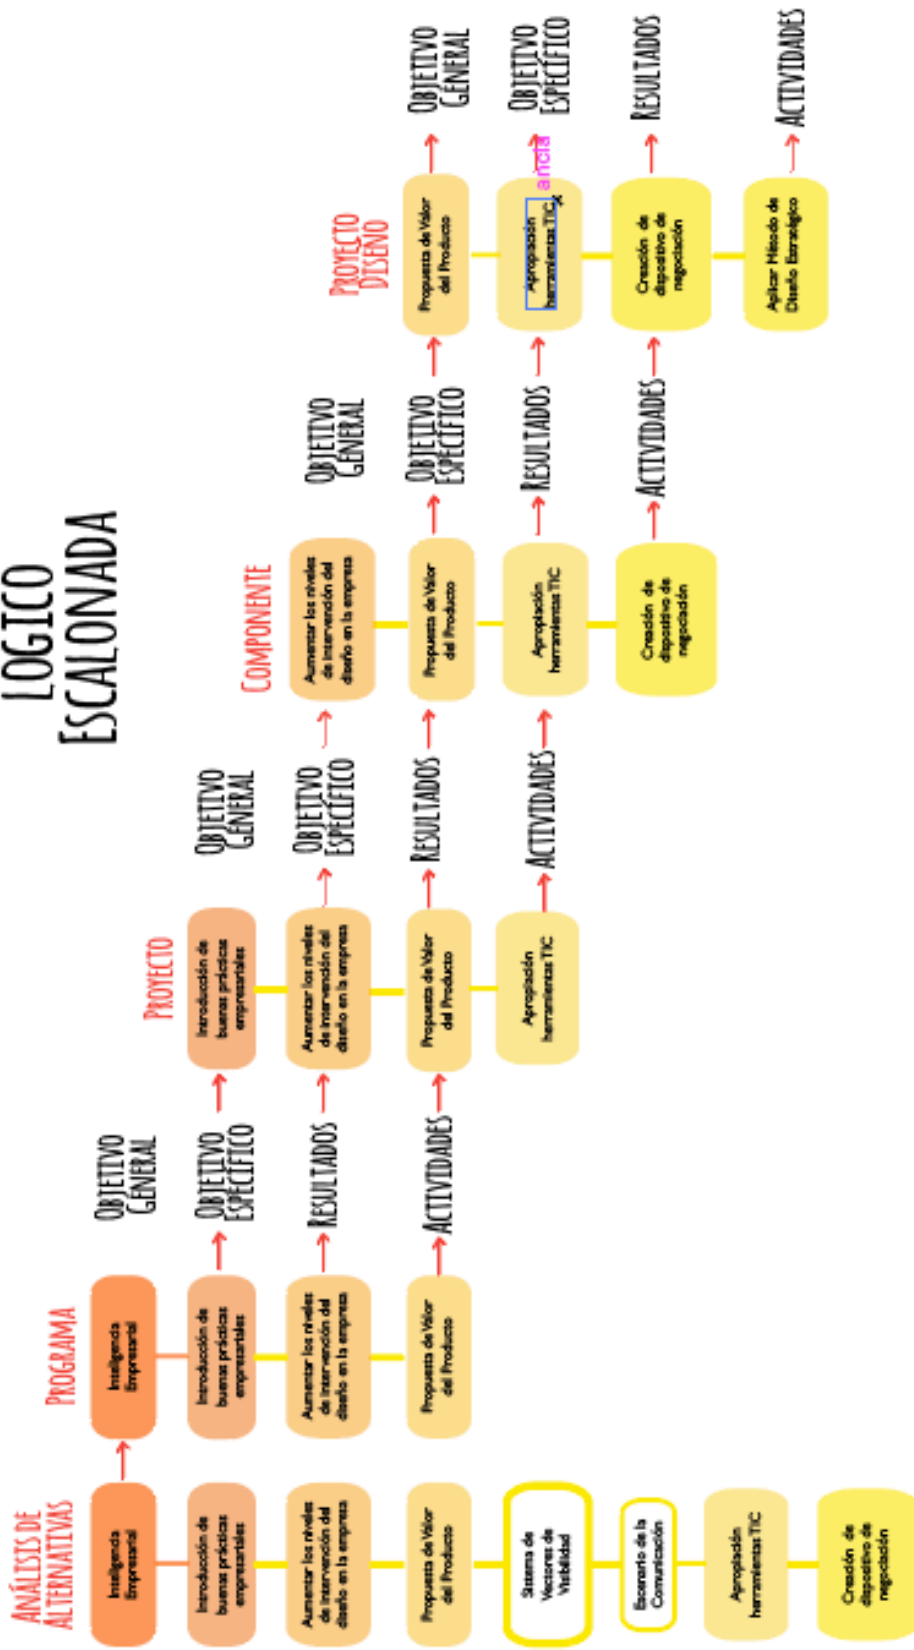 LOGICO
ESCALONADA
ANÁLISIS DE
ALTERNATIVAS
Inteligencia
Empresarial
Introducción de
buenas prácticas
empresariales
Aumentar los niveles
de intervención del
diseño en la empresa
Propuesta de Valor
del Producto
Sistema de
Vectores de
Visibilidad
Escenario de la
Comunicación
Apropiación
herramientas TIC
Creación de
dispositivo de
negociación
PROGRAMA
Inteligencia
Empresarial
Introducción de
buenas prácticas
empresariales
Aumentar los niveles
de intervención del
diseño en la empresa
Propuesta de Valor
del Producto
OBJETIVO
GENERAL
OBJETIVO
ESPECÍFICO
RESULTADOS
ACTIVIDADES
PROYECTO
Introducción de
buenas prácticas
empresariales
Aumentar los niveles
de intervención del
diseño en la empresa
Propuesta de Valor
del Producto
Apropiación
herramientas TIC
OBJETIVO
GENERAL
OBJETIVO
ESPECÍFICO
RESULTADOS
ACTIVIDADES
COMPONENTE
Aumentar los niveles
de intervención del
diseño en la empresa
Propuesta de Valor
del Producto
Apropiación
herramientas TIC
Creación de
dispositivo de
negociación
OBJETIVO
GENERAL
OBJETIVO
ESPECÍFICO
RESULTADOS
ACTIVIDADES
PROYECTO
DISEÑO
Propuesta de Valor
del Producto
Apropiación
herramientas TIC
ancla
Creación de
dispositivo de
negociación
Aplicar Método de
Diseño Estratégico
OBJETIVO
GENERAL
OBJETIVO
ESPECÍFICO
RESULTADOS
ACTIVIDADES